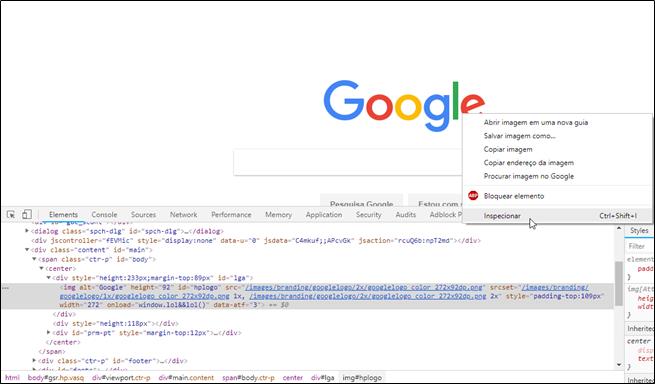 Google
Abrir imagem em uma nova guia
Salvar imagem como...
Copiar imagem
Copiar endereço da imagem
Procurar imagem no Google
ABP Bloquear elemento
Inspecionar Ctrl+Shift+I
Pesquisa Google Estou com
Elements Console Sources Network Performance Memory Application Security Audits Adblock P
▶<dialog class="spch-dlg" id="spch-dlg">…</dialog>
<div jscontroller="fEVMic" style="display:none" data-u="0" jsdata="C4mkuf;;APcvGk" jsaction="rcuQ6b:npT2md"></div>
▼<div class="content" id="main">
▼<span class="ctr-p" id="body">
▼<center>
▼<div style="height:233px;margin-top:89px" id="lga">
<img alt="Google" height="92" id="hplogo" src="/images/branding/googlelogo/2x/googlelogo_color_272x92dp.png" srcset="/images/branding/
googlelogo/1x/googlelogo_color_272x92dp.png 1x, /images/branding/googlelogo/2x/googlelogo_color_272x92dp.png 2x" style="padding-top:109px"
width="272" onload="window.lol&&lol()" data-atf="3"> == $0
</div>
<div style="height:118px"></div>
▶<div id="prm-pt" style="margin-top:12px">…</div>
</center>
</span>
▶<div class="ctr-p" id="footer">…</div>
html body#gsr.hp.vasq div#viewport.ctr-p div#main.content span#body.ctr-p center div#lga img#hplogo
Styles
element
padd
img[Att
heig
widt
Inherited
center
disp
text
Inherited